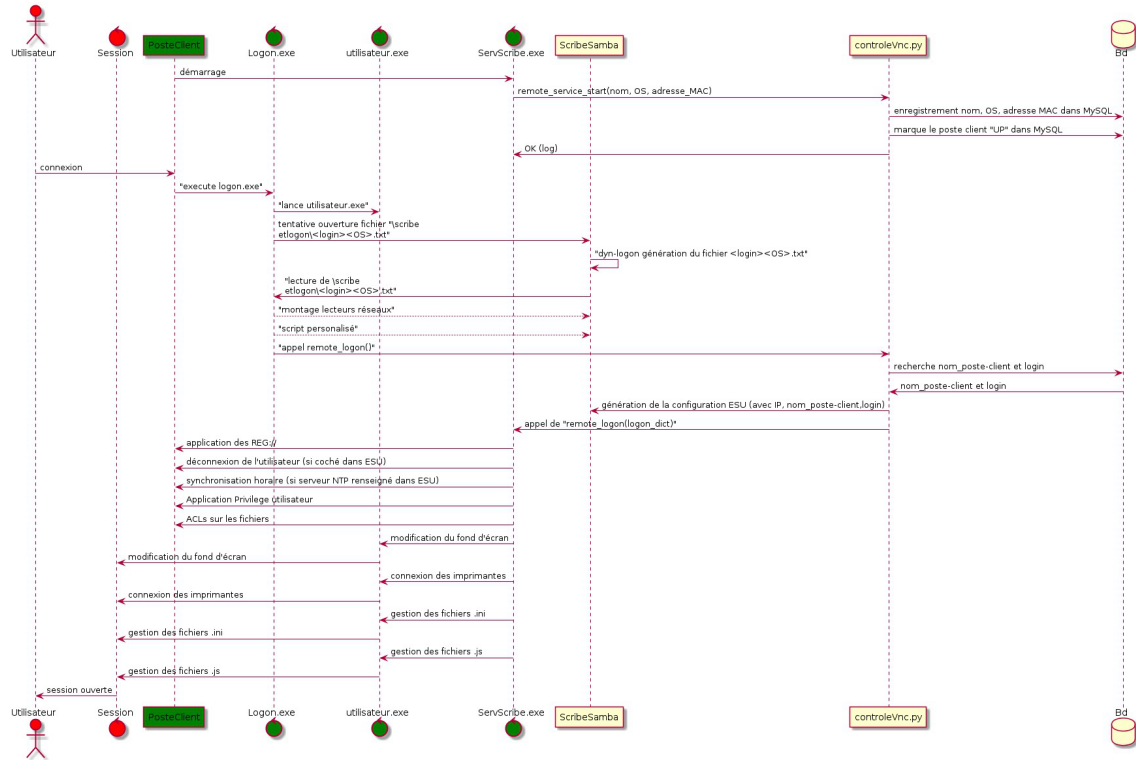 Utilisateur
Session
PosteClient
Logon.exe
utilisateur.exe
ServScribe.exe
ScribeSamba
controleVnc.py
Bd
démarrage
remote_service_start(nom, OS, adresse_MAC)
enregistrement nom, OS, adresse MAC dans MySQL
marque le poste client "UP" dans MySQL
OK (log)
connexion
"execute logon.exe"
"lance utilisateur.exe"
tentative ouverture fichier "\scribe
etlogon\<login><OS>.txt"
"dyn-logon génération du fichier <login><OS>.txt"
"lecture de \scribe
etlogon\<login><OS>.txt"
"montage lecteurs réseaux"
"script personalisé"
"appel remote_logon()"
recherche nom_poste-client et login
nom_poste-client et login
génération de la configuration ESU (avec IP, nom_poste-client,login)
appel de "remote_logon(logon_dict)"
application des REG://
déconnexion de l'utilisateur (si coché dans ESU)
synchronisation horaire (si serveur NTP renseigné dans ESU)
Application Privilege utilisateur
ACLs sur les fichiers
modification du fond d'écran
modification du fond d'écran
connexion des imprimantes
connexion des imprimantes
gestion des fichiers .ini
gestion des fichiers .ini
gestion des fichiers .js
gestion des fichiers .js
session ouverte
Utilisateur
Session
PosteClient
Logon.exe
utilisateur.exe
ServScribe.exe
ScribeSamba
controleVnc.py
Bd